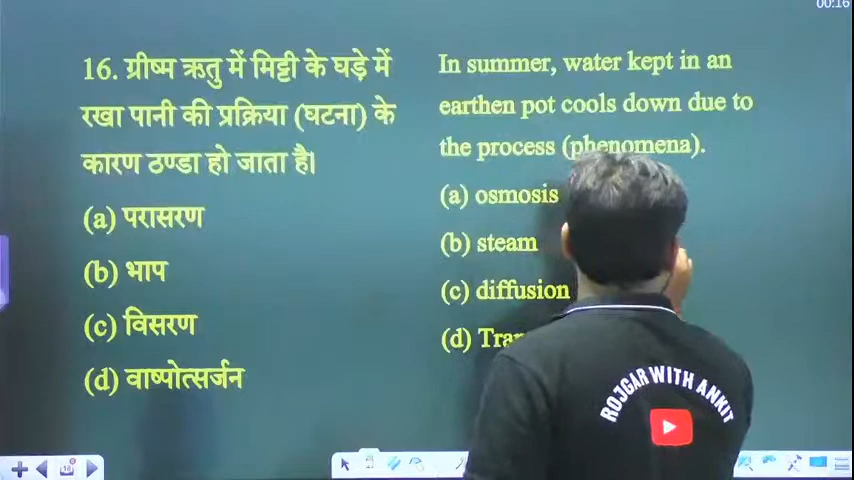 00:16
16. ग्रीष्म ऋतु में मिट्टी के घड़े में
रखा पानी की प्रक्रिया (घटना) के
कारण ठण्डा हो जाता है।
(a) परासरण
(b) भाप
(c) विसरण
(d) वाष्पोत्सर्जन
In summer, water kept in an
earthen pot cools down due to
the process (phenomena).
(a) osmosis
(b) steam
(c) diffusion
(d)
ROJGAR WITH ANKIT